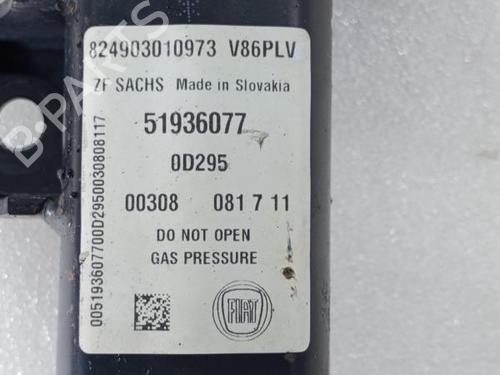 824903010973 V86PLV
ZF SACHS Made in Slovakia
51936077
0D295
00308 081 7 11
DO NOT OPEN
GAS PRESSURE
FIAT
005193607700D2950030808117
B-PARTS